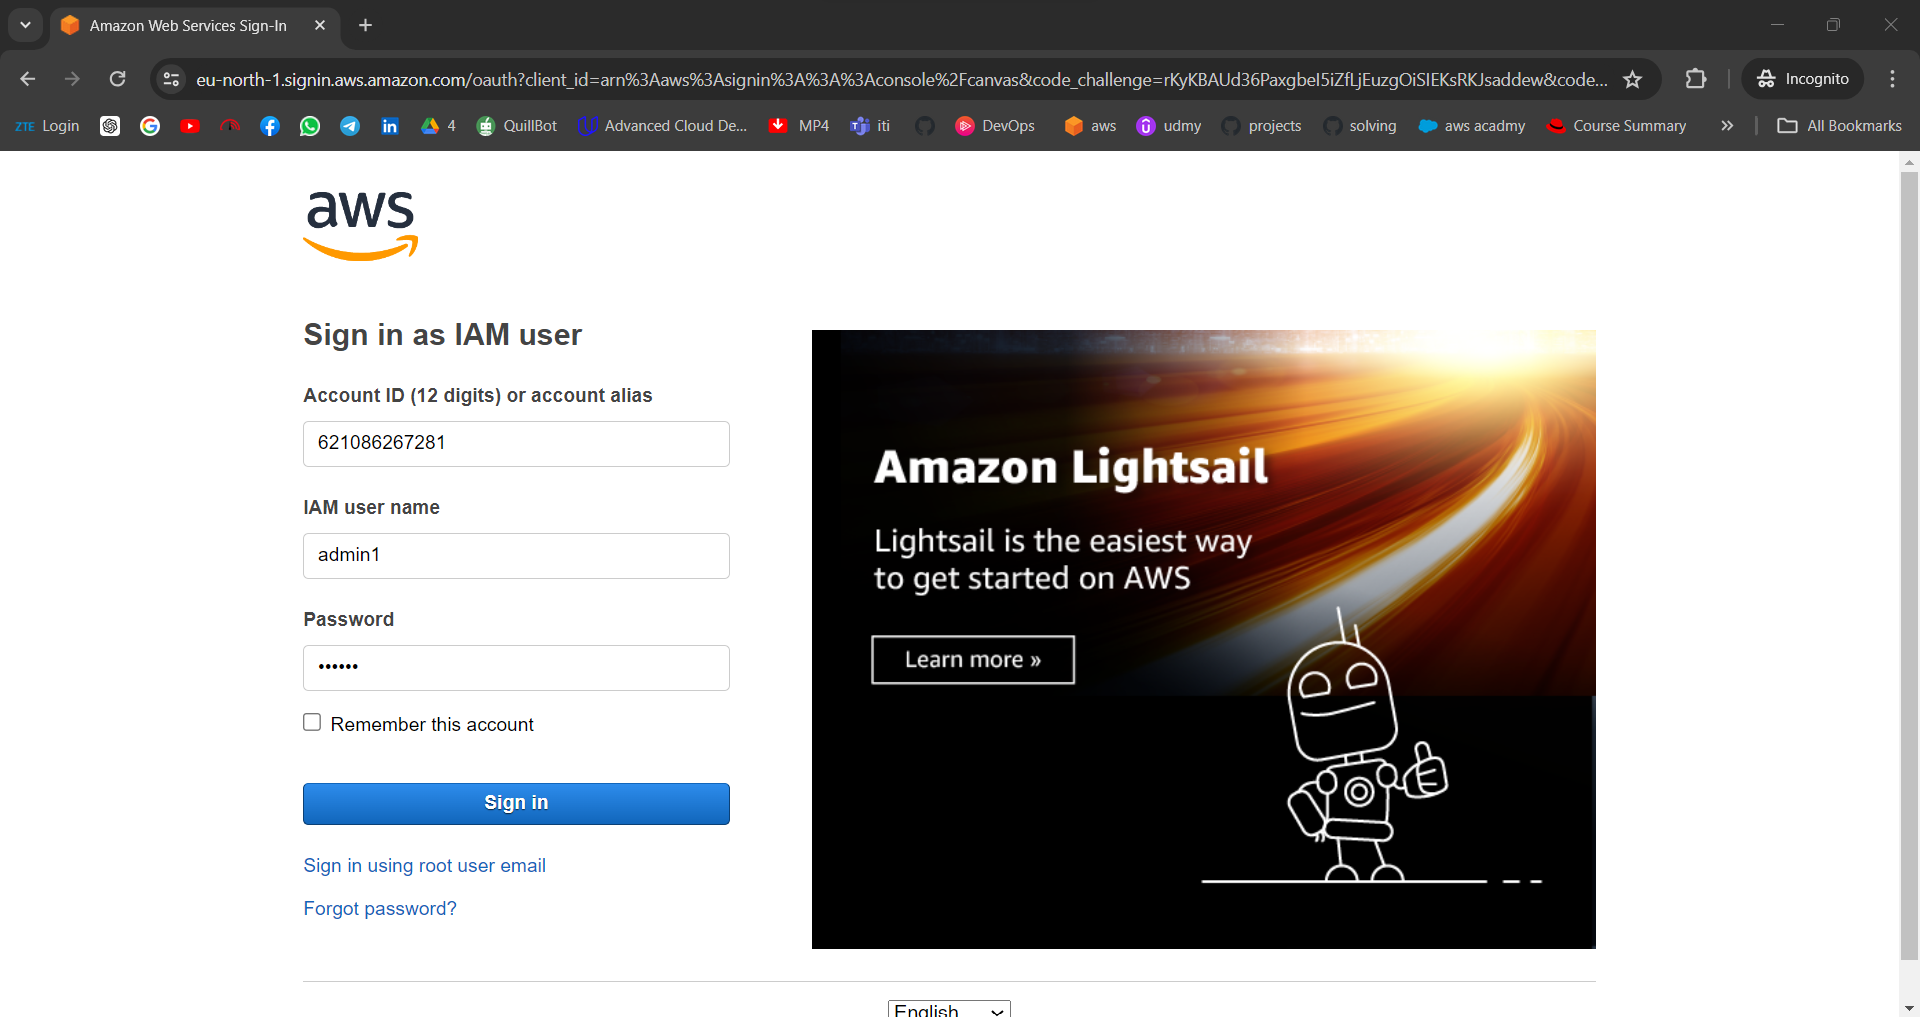 Amazon Web Services Sign-In
eu-north-1.signin.aws.amazon.com/oauth?client_id=arn%3Aaws%3Asignin%3A%3A%3Aconsole%2Fcanvas&code_challenge=rKyKBAUd36PaxgbeI5iZfLjEuzgOiSIEKsRKJsaddew&code...
Incognito
ZTE Login
4
QuillBot
Advanced Cloud De...
MP4
iti
DevOps
aws
udmy
projects
solving
aws acadmy
Course Summary
All Bookmarks
aws
Sign in as IAM user
Account ID (12 digits) or account alias
621086267281
IAM user name
admin1
Password
••••••
Remember this account
Sign in
Sign in using root user email
Forgot password?
Amazon Lightsail
Lightsail is the easiest way
to get started on AWS
Learn more »
English